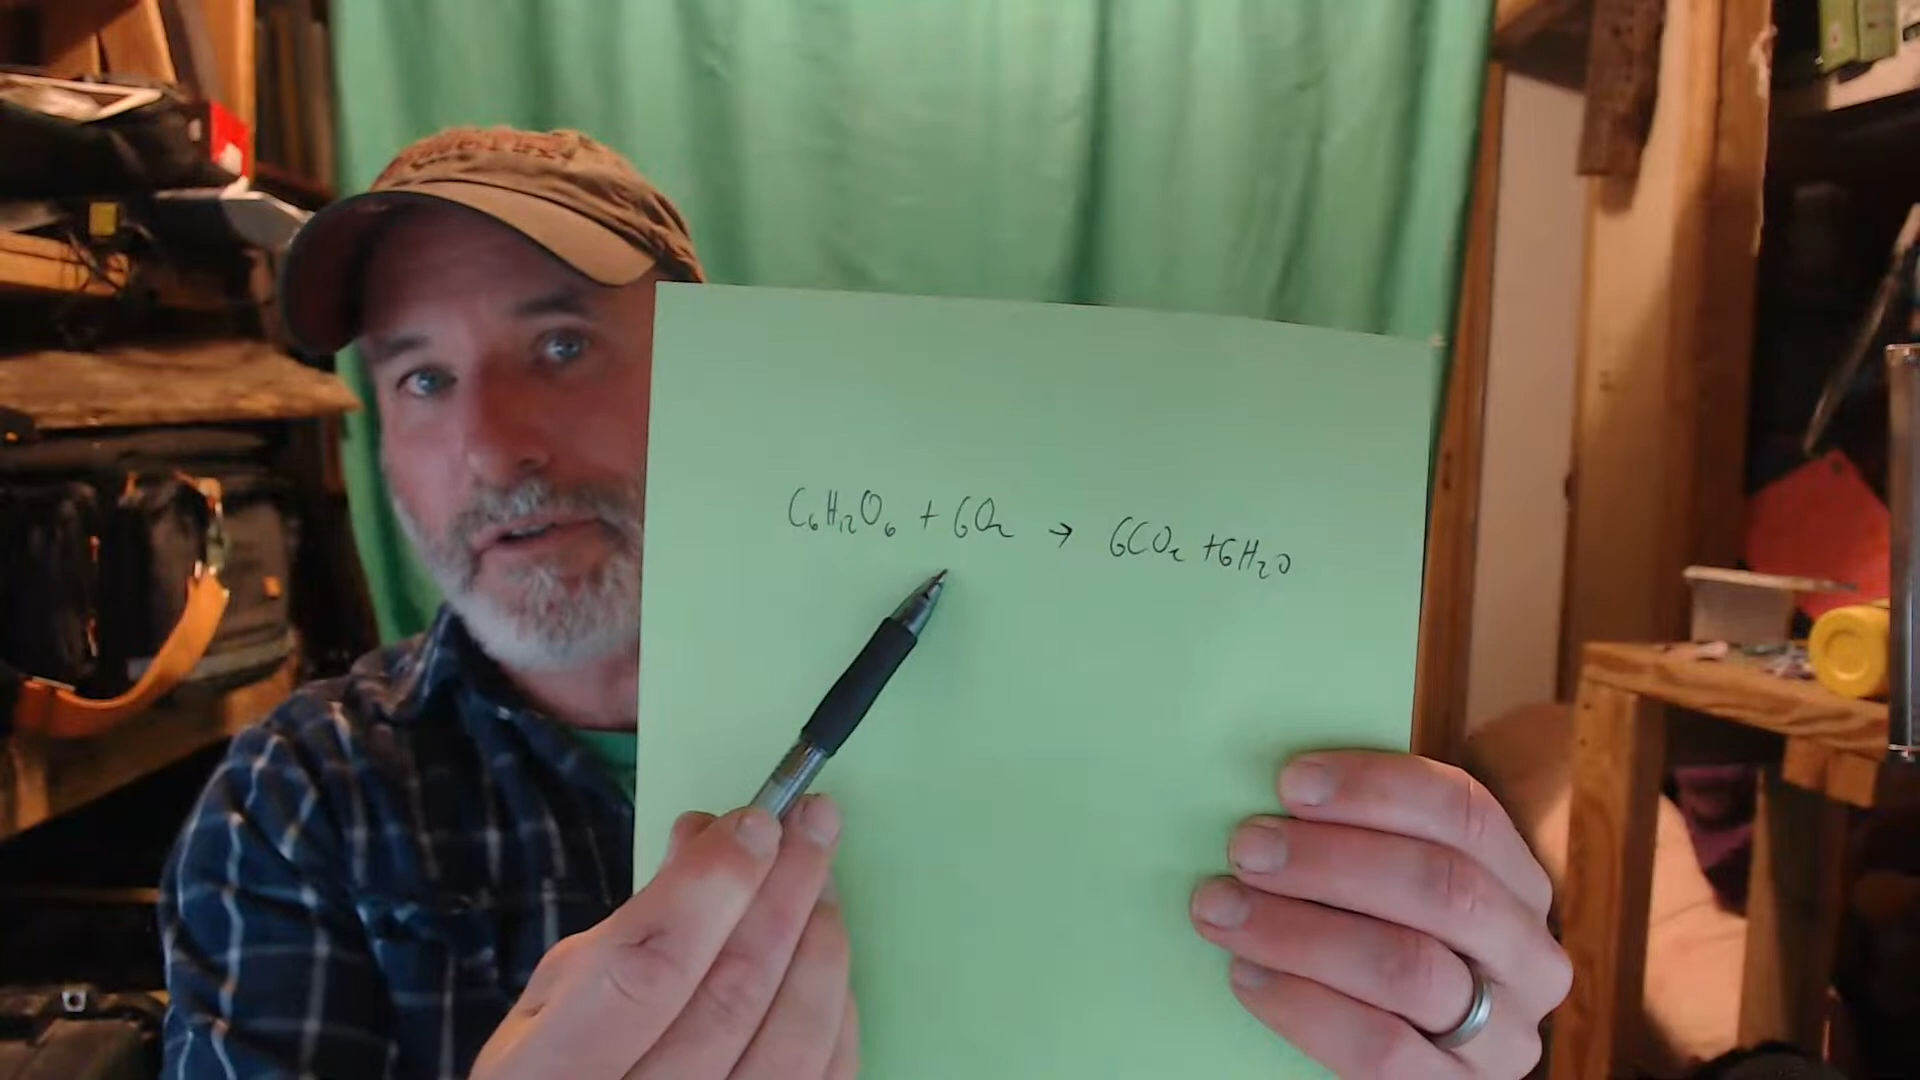 C₆H₁₂O₆ + 6O₂ → 6CO₂ + 6H₂O